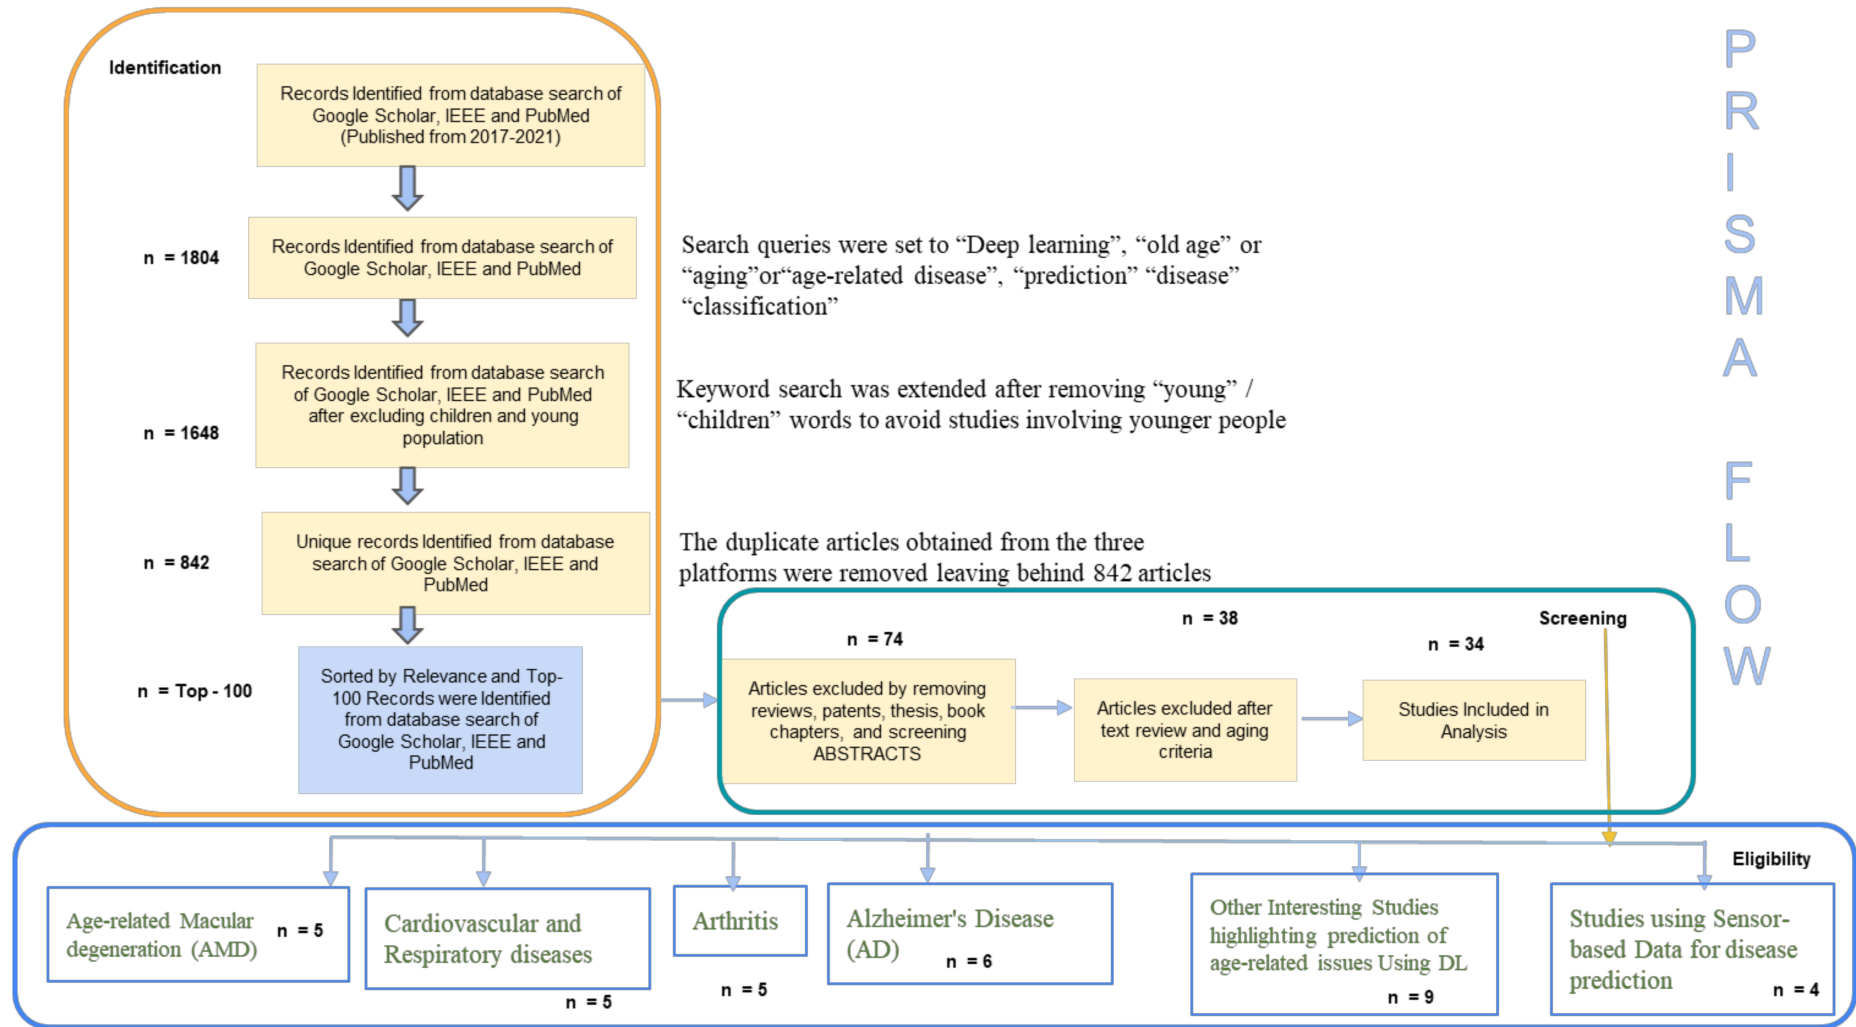 Identification
Records Identified from database search of
Google Scholar, IEEE and PubMed
(Published from 2017-2021)
n = 1804
Records Identified from database search of
Google Scholar, IEEE and PubMed
Search queries were set to “Deep learning”, “old age” or
“aging”or“age-related disease”, “prediction” “disease”
“classification”
n = 1648
Records Identified from database search
of Google Scholar, IEEE and PubMed
after excluding children and young
population
Keyword search was extended after removing “young” /
“children” words to avoid studies involving younger people
n = 842
Unique records Identified from database
search of Google Scholar, IEEE and
PubMed
The duplicate articles obtained from the three
platforms were removed leaving behind 842 articles
n = Top - 100
Sorted by Relevance and Top-
100 Records were Identified
from database search of
Google Scholar, IEEE and
PubMed
Screening
n = 74
Articles excluded by removing
reviews, patents, thesis, book
chapters, and screening
ABSTRACTS
n = 38
Articles excluded after
text review and aging
criteria
n = 34
Studies Included in
Analysis
PRISMA FLOW
Eligibility
Age-related Macular
degeneration (AMD)
n = 5
Cardiovascular and
Respiratory diseases
n = 5
Arthritis
n = 5
Alzheimer's Disease
(AD)
n = 6
Other Interesting Studies
highlighting prediction of
age-related issues Using DL
n = 9
Studies using Sensor-
based Data for disease
prediction
n = 4